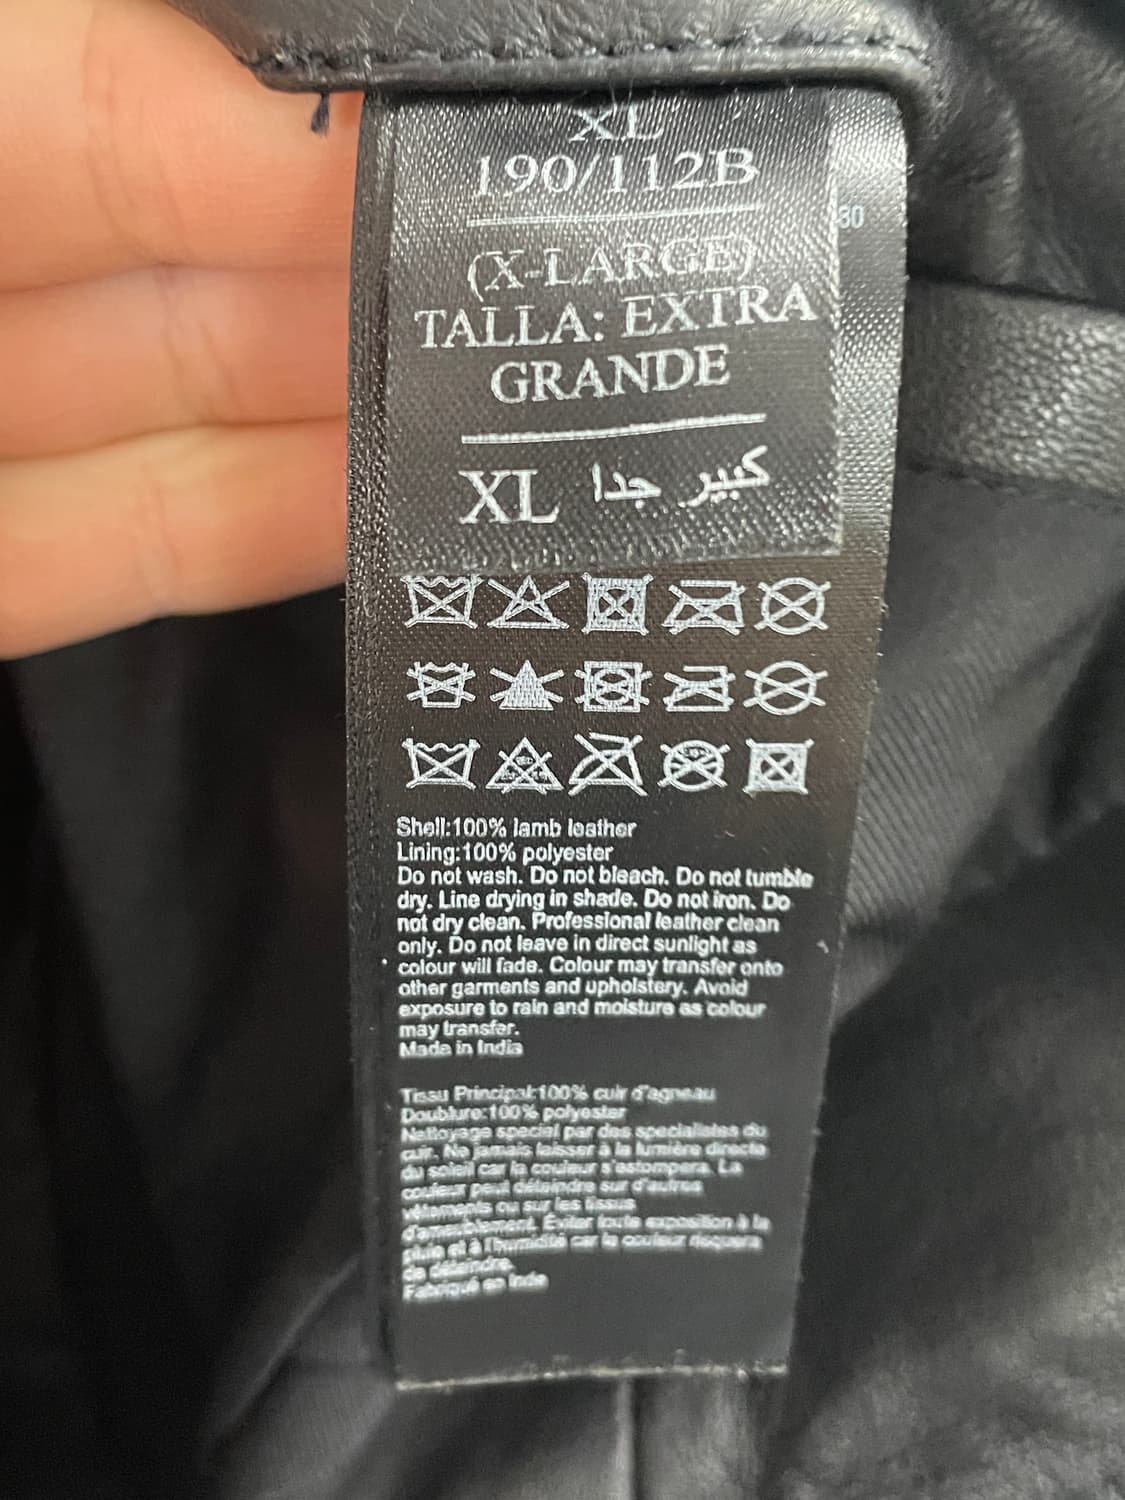 XL
190/112B
(X-LARGE)
TALLA: EXTRA
GRANDE
XL كبير جدا
30
Shell:100% lamb leather
Lining:100% polyester
Do not wash. Do not bleach. Do not tumble
dry. Line drying in shade. Do not iron. Do
not dry clean. Professional leather clean
only. Do not leave in direct sunlight as
colour will fade. Colour may transfer onto
other garments and upholstery. Avoid
exposure to rain and moisture as colour
may transfer.
Made in India
Tissu Principal:100% cuir d'agneau
Doublure:100% polyester
Nettoyage special par des specialistes du
cuir. Ne jamais laisser à la lumière directe
du soleil car la couleur s'estompera. La
couleur peut déteindre sur d'autres
vêtements ou sur les tissus
d'ameublement. Éviter toute exposition à la
pluie et à l'humidité car la couleur risquera
de déteindre.
Fabriqué en Inde